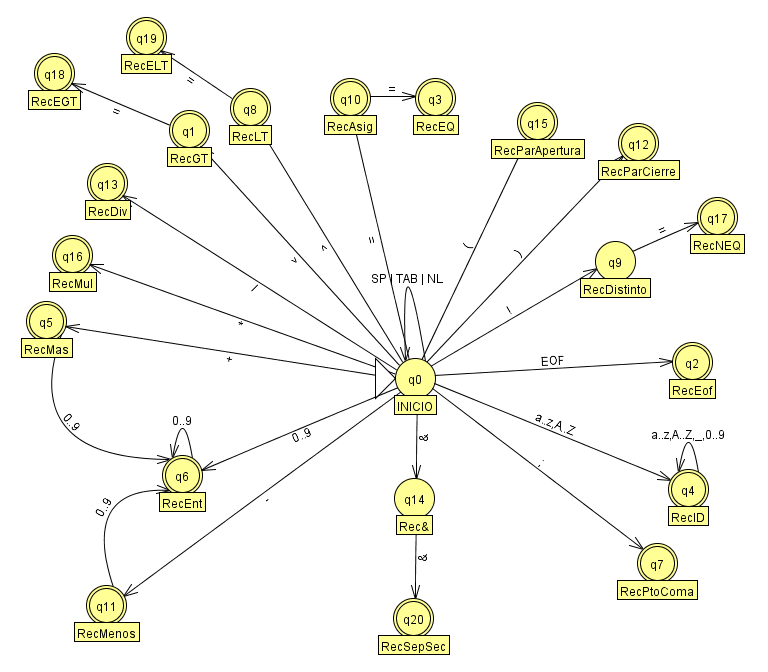 q19
RecELT
q18
RecEGT
=
=
q8
RecLT
q1
RecGT
q10
RecAsig
=
q3
RecEQ
q15
RecParApertura
q12
RecParCierre
q13
RecDiv
q17
RecNEQ
=
q9
RecDistinto
q16
RecMul
=
(
)
<
>
/
!
SP | TAB | NL
q5
RecMas
*
+
q0
INICIO
EOF
q2
RecEof
0..9
0..9
0..9
a..z,A..Z
a..z,A..Z,_,0..9
&
q6
RecEnt
;
q4
RecID
q14
Rec&
-
0..9
&
q7
RecPtoComa
q11
RecMenos
q20
RecSepSec